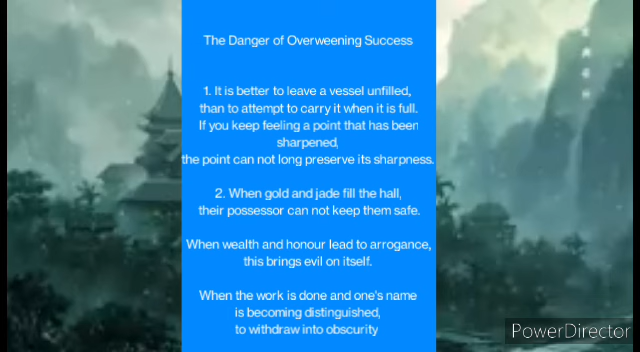 The Danger of Overweening Success
1. It is better to leave a vessel unfilled,
than to attempt to carry it when it is full.
If you keep feeling a point that has been
sharpened,
the point can not long preserve its sharpness.
2. When gold and jade fill the hall,
their possessor can not keep them safe.
When wealth and honour lead to arrogance,
this brings evil on itself.
When the work is done and one's name
is becoming distinguished,
to withdraw into obscurity
PowerDirector